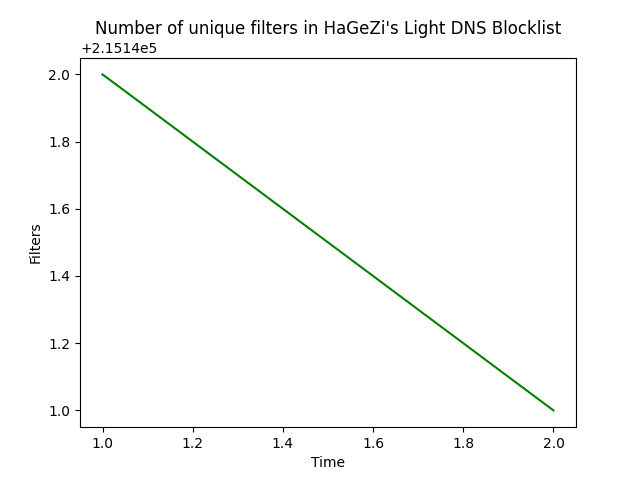 Number of unique filters in HaGeZi's Light DNS Blocklist
+2.1514e5
2.0
1.8
1.6
1.4
1.2
1.0
Filters
1.0 1.2 1.4 1.6 1.8 2.0
Time